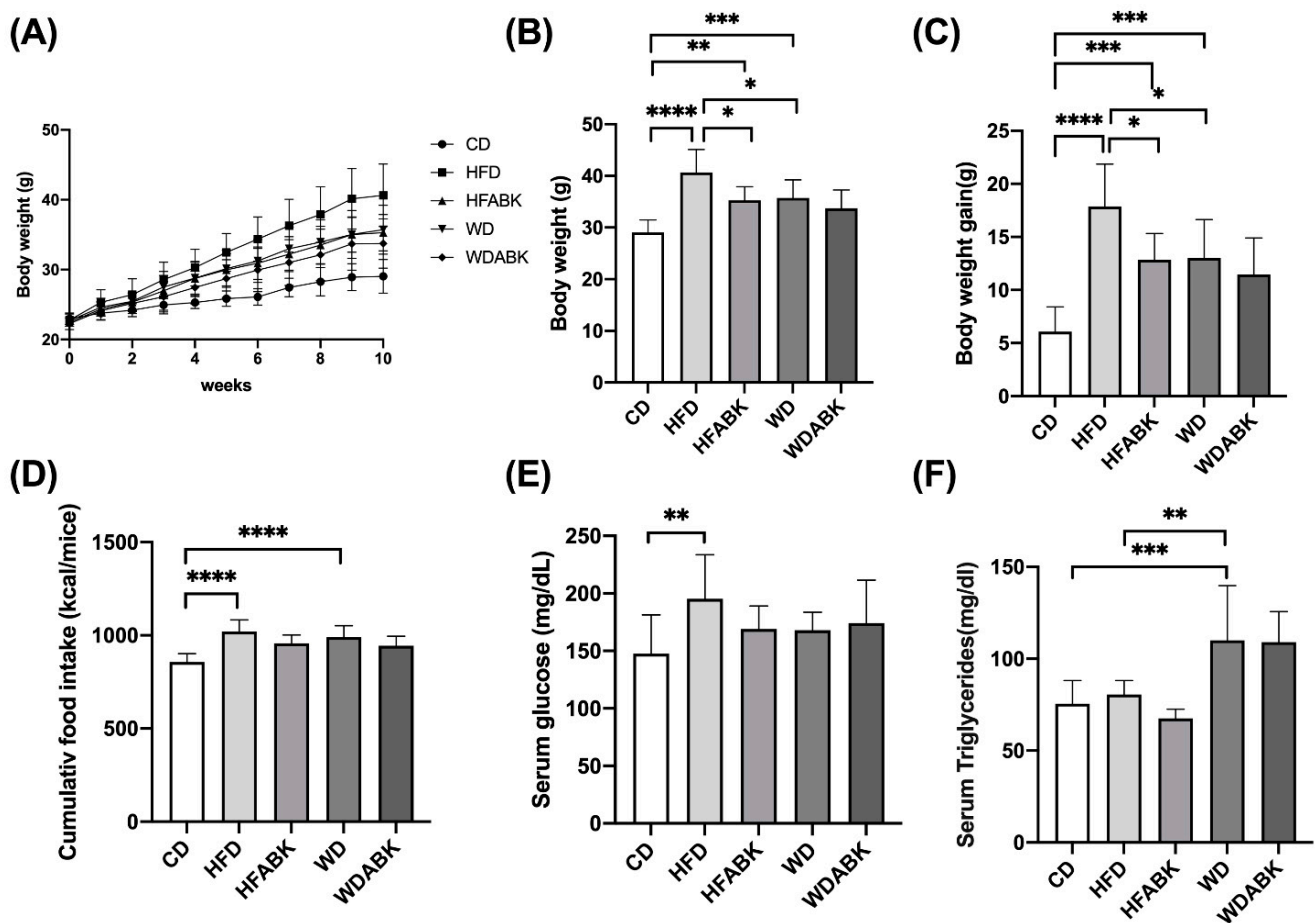 (A)
Body weight (g)
50
40
30
20
0 2 4 6 8 10
weeks
CD
HFD
HFABK
WD
WDABK
(B)
***
**
*
**** *
Body weight (g)
50
40
30
20
10
0
CD HFD HFABK WD WDABK
(C)
***
***
*
**** *
Body weight gain(g)
25
20
15
10
5
0
CD HFD HFABK WD WDABK
(D)
****
****
Cumulativ food intake (kcal/mice)
1500
1000
500
0
CD HFD HFABK WD WDABK
(E)
**
Serum glucose (mg/dL)
250
200
150
100
50
0
CD HFD HFABK WD WDABK
(F)
**
***
Serum Triglycerides(mg/dl)
150
100
50
0
CD HFD HFABK WD WDABK